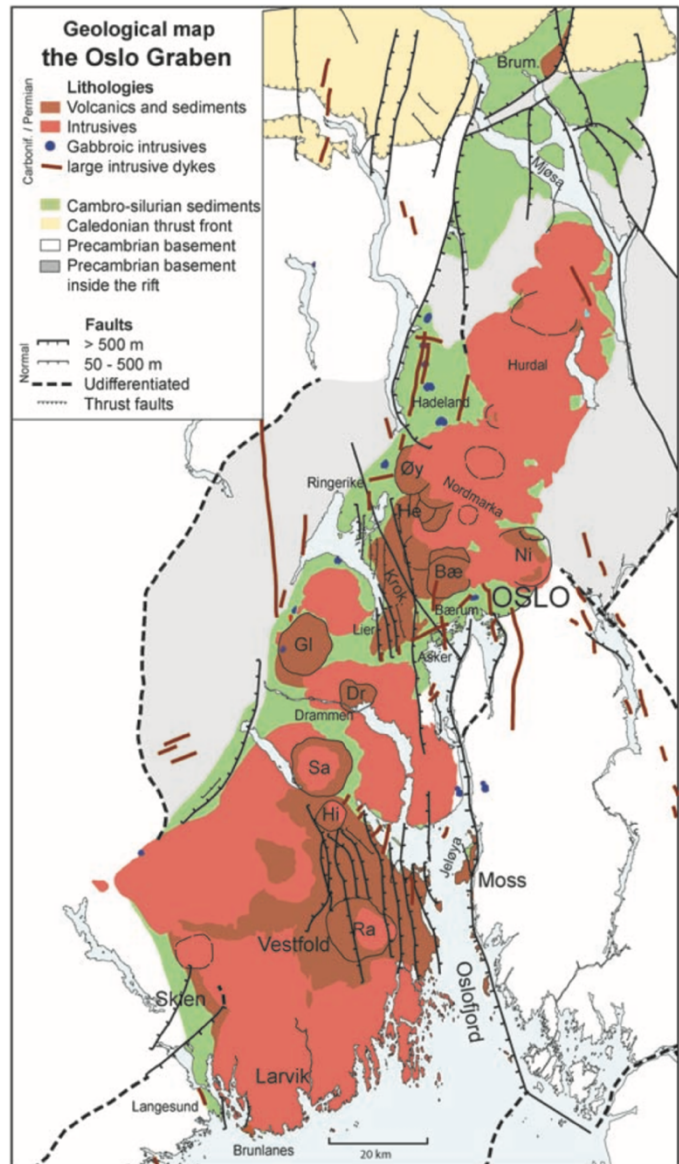 Geological map
the Oslo Graben
Carbonif. / Permian
Lithologies
Volcanics and sediments
Intrusives
Gabbroic intrusives
large intrusive dykes
Cambro-silurian sediments
Caledonian thrust front
Precambrian basement
Precambrian basement
inside the rift
Normal
Faults
> 500 m
50 - 500 m
Undifferentiated
Thrust faults
Brum.
Mjøsa
Hurdal
Hadeland
Øy
Ringerike
Nordmarka
He
Ni
Bæ
Krok.
OSLO
Bærum
Lier
Gl
Asker
Dr
Drammen
Sa
Hi
Jeløya
Moss
Ra
Vestfold
Oslofjord
Skien
Larvik
Langesund
Brunlanes
20 km